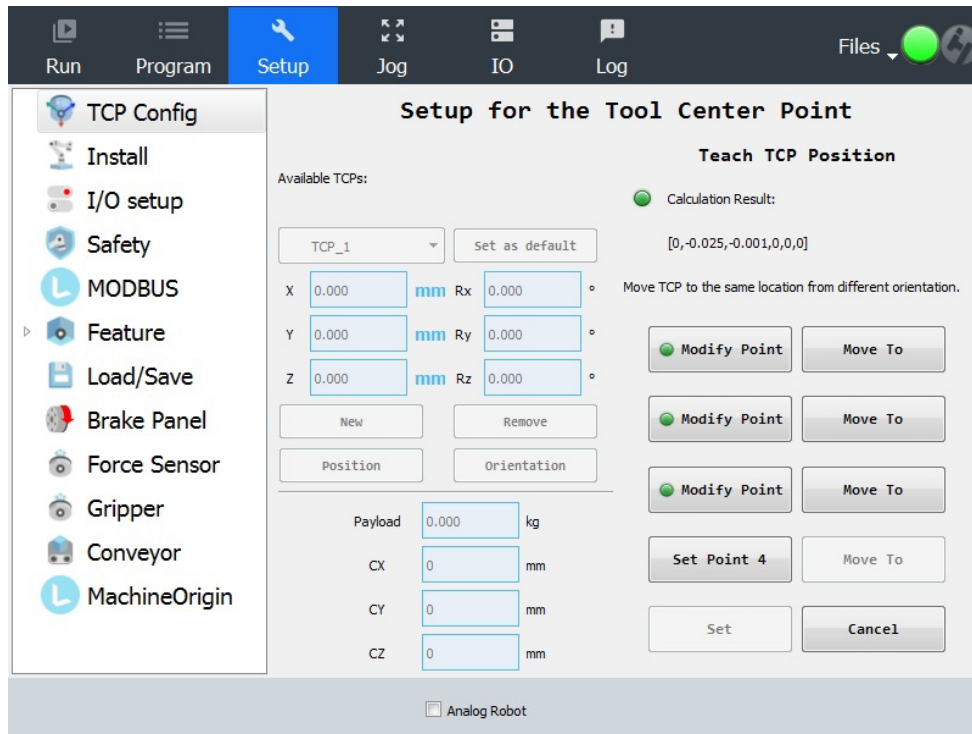 Run Program Setup Jog IO Log Files
TCP Config
Install
I/O setup
Safety
MODBUS
Feature
Load/Save
Brake Panel
Force Sensor
Gripper
Conveyor
MachineOrigin
Setup for the Tool Center Point
Available TCPs:
TCP_1 Set as default
X 0.000 mm Rx 0.000 °
Y 0.000 mm Ry 0.000 °
Z 0.000 mm Rz 0.000 °
New Remove
Position Orientation
Payload 0.000 kg
CX 0 mm
CY 0 mm
CZ 0 mm
Teach TCP Position
Calculation Result:
[0,-0.025,-0.001,0,0,0]
Move TCP to the same location from different orientation.
Modify Point Move To
Modify Point Move To
Modify Point Move To
Set Point 4 Move To
Set Cancel
Analog Robot